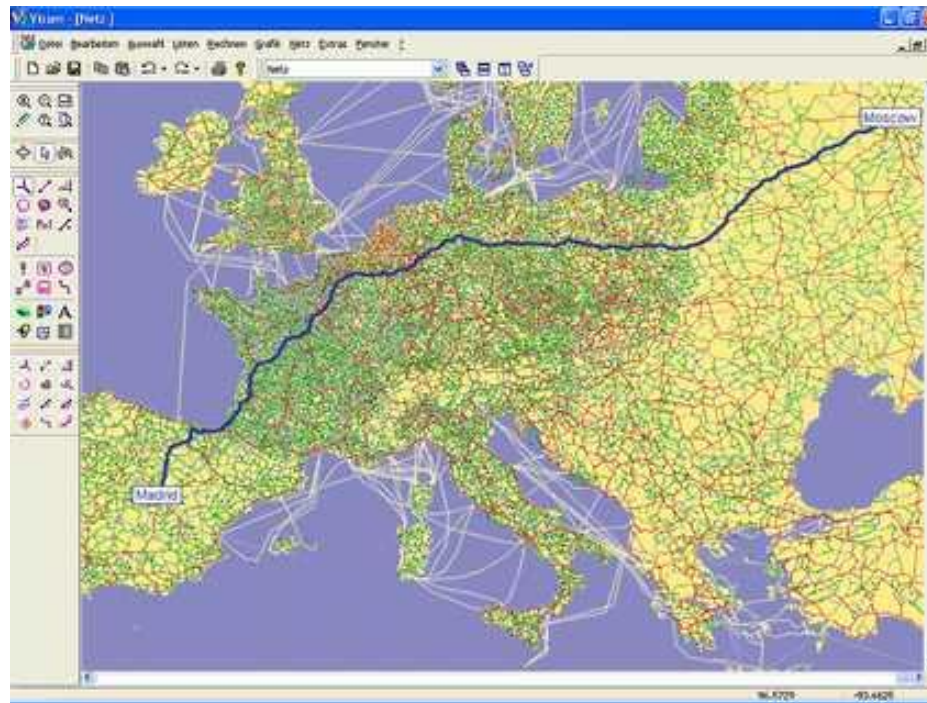 Visum - [Netz ]
Datei Bearbeiten Auswahl Listen Rechnen Grafik Netz Extras Fenster ?
Netz
Moscow
Madrid